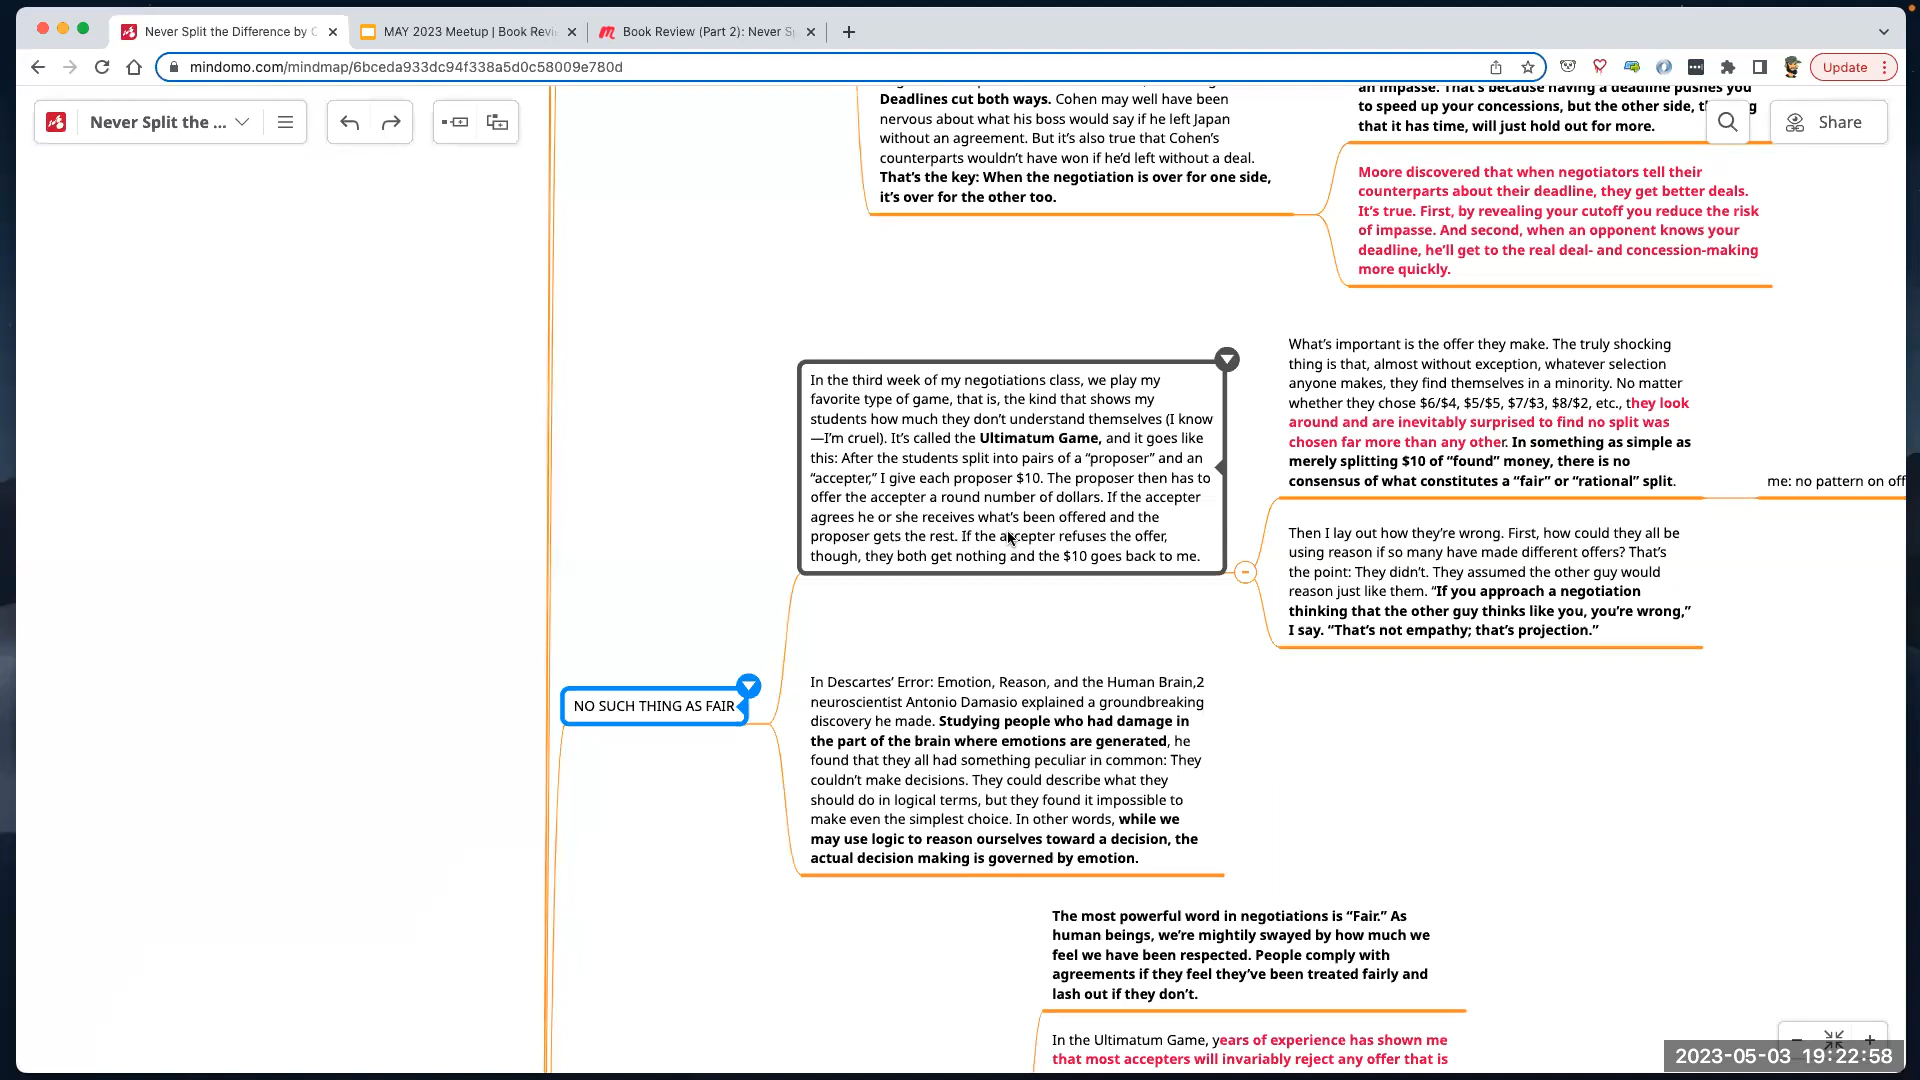 Never Split the Difference by C
MAY 2023 Meetup | Book Revi
Book Review (Part 2): Never S
mindomo.com/mindmap/6bceda933dc94f338a5d0c58009e780d
Update
Never Split the ...
Share
Deadlines cut both ways. Cohen may well have been
nervous about what his boss would say if he left Japan
without an agreement. But it's also true that Cohen's
counterparts wouldn't have won if he'd left without a deal.
That's the key: When the negotiation is over for one side,
it's over for the other too.
an impasse. That's because having a deadline pushes you
to speed up your concessions, but the other side,
that it has time, will just hold out for more.
Moore discovered that when negotiators tell their
counterparts about their deadline, they get better deals.
It's true. First, by revealing your cutoff you reduce the risk
of impasse. And second, when an opponent knows your
deadline, he'll get to the real deal- and concession-making
more quickly.
In the third week of my negotiations class, we play my
favorite type of game, that is, the kind that shows my
students how much they don't understand themselves (I know
—I'm cruel). It's called the Ultimatum Game, and it goes like
this: After the students split into pairs of a “proposer” and an
“accepter,” I give each proposer $10. The proposer then has to
offer the accepter a round number of dollars. If the accepter
agrees he or she receives what's been offered and the
proposer gets the rest. If the accepter refuses the offer,
though, they both get nothing and the $10 goes back to me.
What's important is the offer they make. The truly shocking
thing is that, almost without exception, whatever selection
anyone makes, they find themselves in a minority. No matter
whether they chose $6/$4, $5/$5, $7/$3, $8/$2, etc., they look
around and are inevitably surprised to find no split was
chosen far more than any other. In something as simple as
merely splitting $10 of “found” money, there is no
consensus of what constitutes a “fair” or “rational” split.
me: no pattern on off
Then I lay out how they're wrong. First, how could they all be
using reason if so many have made different offers? That's
the point: They didn't. They assumed the other guy would
reason just like them. “If you approach a negotiation
thinking that the other guy thinks like you, you're wrong,”
I say. “That's not empathy; that's projection.”
NO SUCH THING AS FAIR
In Descartes' Error: Emotion, Reason, and the Human Brain,2
neuroscientist Antonio Damasio explained a groundbreaking
discovery he made. Studying people who had damage in
the part of the brain where emotions are generated, he
found that they all had something peculiar in common: They
couldn't make decisions. They could describe what they
should do in logical terms, but they found it impossible to
make even the simplest choice. In other words, while we
may use logic to reason ourselves toward a decision, the
actual decision making is governed by emotion.
The most powerful word in negotiations is “Fair.” As
human beings, we're mightily swayed by how much we
feel we have been respected. People comply with
agreements if they feel they've been treated fairly and
lash out if they don't.
In the Ultimatum Game, years of experience has shown me
that most accepters will invariably reject any offer that is
2023-05-03 19:22:58